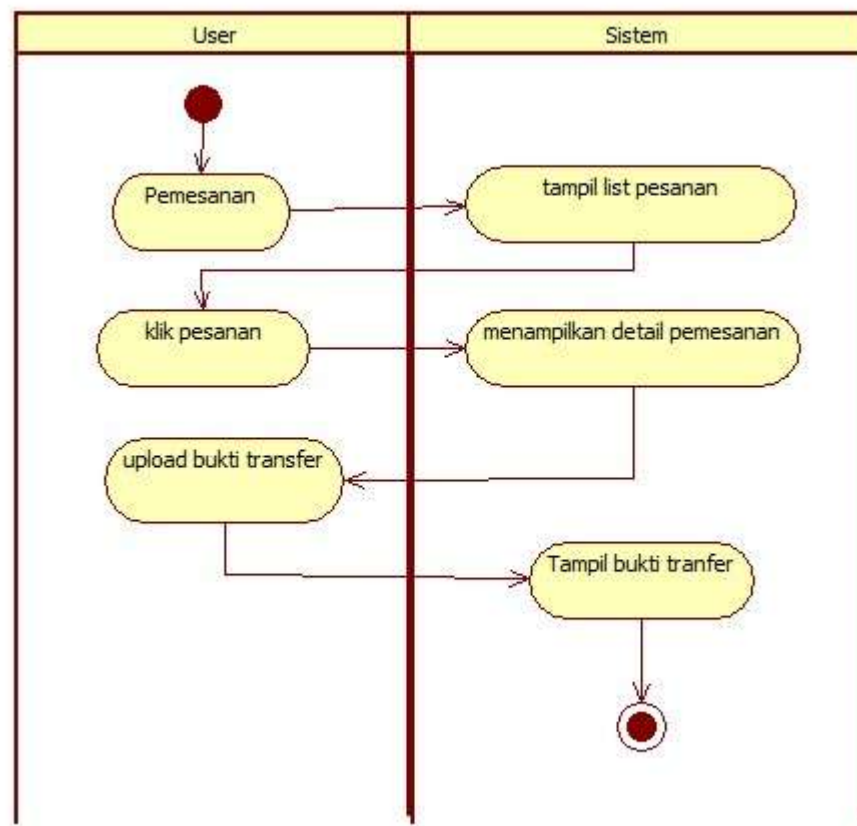 User
Sistem
Pemesanan
tampil list pesanan
klik pesanan
menampilkan detail pemesanan
upload bukti transfer
Tampil bukti tranfer